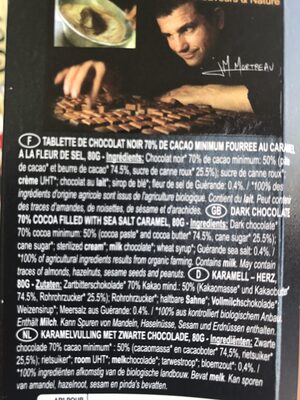 Saveurs & Nature
JM MORTREAU
F TABLETTE DE CHOCOLAT NOIR 70% DE CACAO MINIMUM FOURREE AU CARAMEL
A LA FLEUR DE SEL, 80G - Ingrédients: Chocolat noir* 70% de cacao minimum: 50% (pâte
de cacao* et beurre de cacao* 74.5%, sucre de canne roux* 25.5%); sucre de canne roux*;
crème UHT*; chocolat au lait*; sirop de blé*; fleur de sel de Guérande: 0.4%. / *100% des
ingrédients d'origine agricole sont issus de l'agriculture biologique. Contient du lait. Peut contenir
des traces d'amandes, de noisettes, de sésame et d'arachides. GB DARK CHOCOLATE
70% COCOA FILLED WITH SEA SALT CARAMEL, 80G - Ingredients: Dark chocolate*
70% cocoa minimum: 50% (cocoa paste* and cocoa butter* 74.5%, cane sugar* 25.5%);
cane sugar*; sterilized cream*; milk chocolate*; wheat syrup*; Guérande sea salt: 0.4%.
*100% of agricultural ingredients result from organic farming. Contains milk. May contain
traces of almonds, hazelnuts, sesame seeds and peanuts. D KARAMELL – HERZ,
80G - Zutaten: Zartbitterschokolade* 70% Kakao mind.: 50% (Kakaomasse* und Kakaobutter*
74.5%, Rohrohrzucker* 25.5%); Rohrohrzucker*; haltbare Sahne*; Vollmilchschokolade*;
Weizensirup*; Meersalz aus Guérande: 0.4%. / *100% aus kontrolliert biologischem Anbau.
Enthält Milch. Kann Spuren von Mandeln, Haselnüsse, Sesam und Erdnüssen enthalten.
NL KARAMELVULLING MET ZWARTE CHOCOLADE, 80G - Ingrediënten: Zwarte
chocolade* 70% cacao minimum* : 50% (cacaomassa* en cacaoboter* 74.5%, rietsuiker*
25.5%); rietsuiker*; room UHT*; melkchocolade*; tarwestroop*; bloemzout*: 0.4%. /
*100% ingrediënten afkomstig van de biologische landbouw. Bevat melk. Kan sporen
van amandel, hazelnoot, sesam en pinda's bevatten.